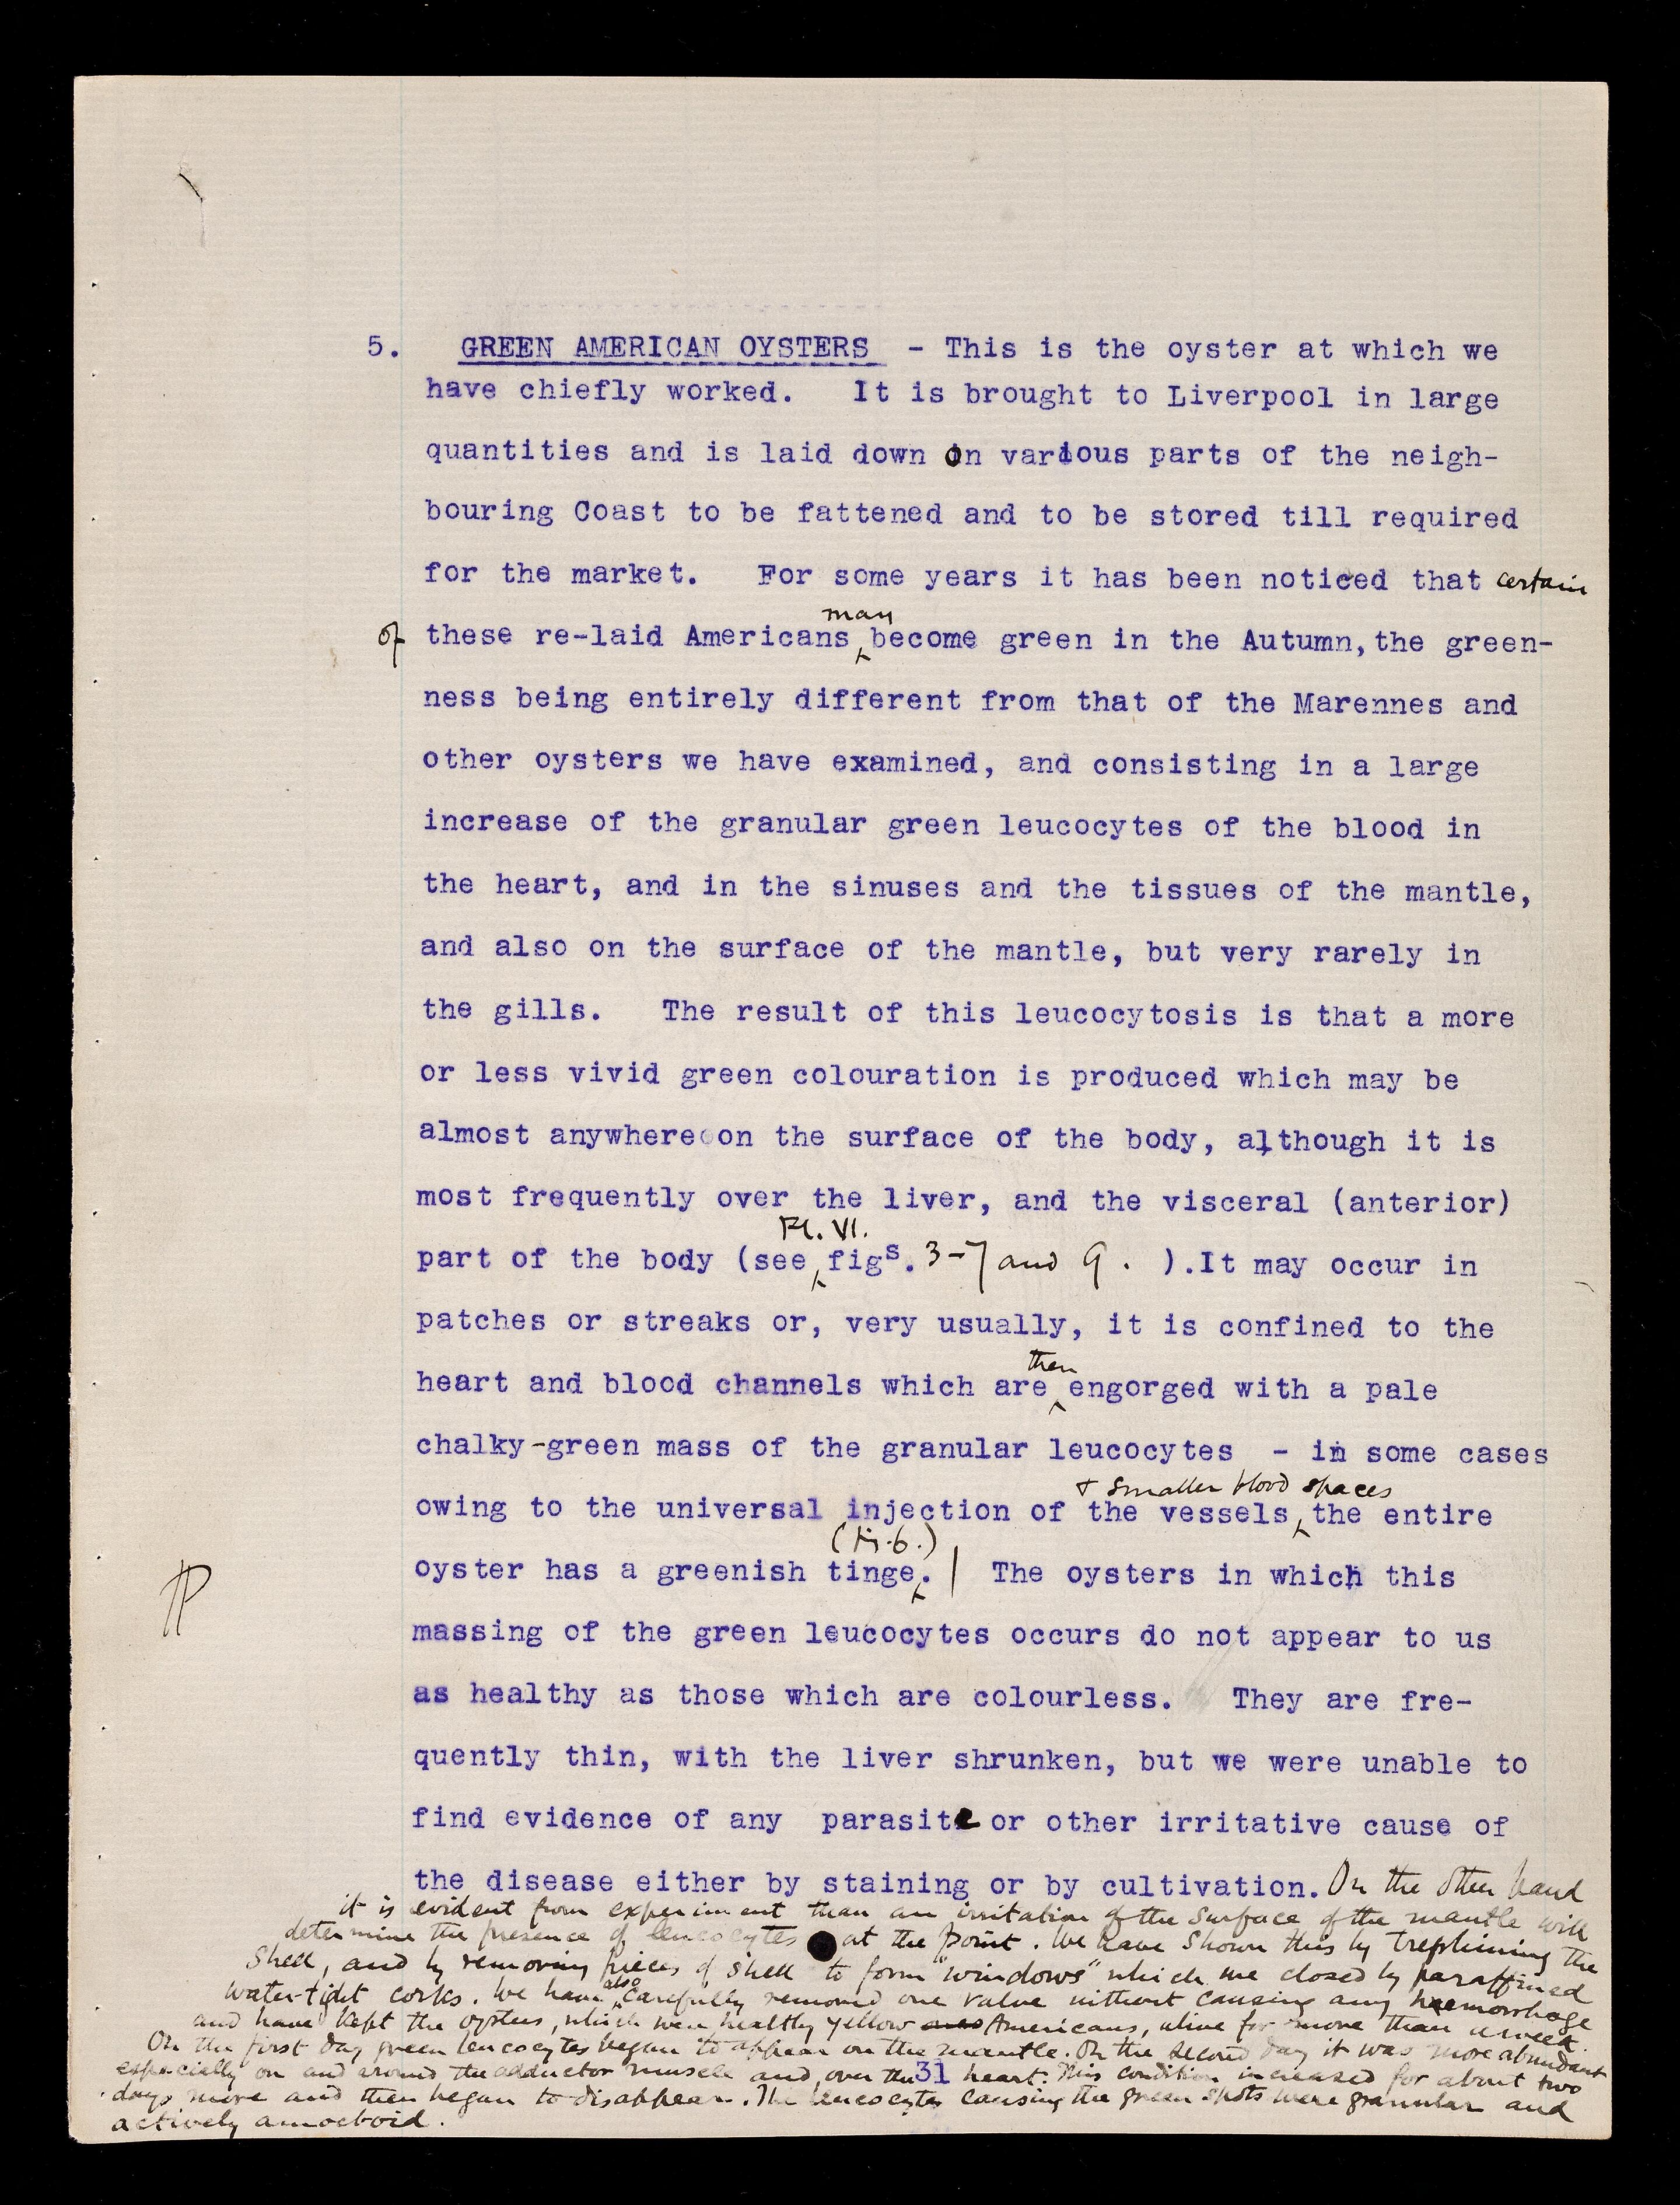 5. GREEN AMERICAN OYSTERS - This is the oyster at which we
have chiefly worked. It is brought to Liverpool in large
quantities and is laid down on various parts of the neigh-
bouring Coast to be fattened and to be stored till required
for the market. For some years it has been noticed that certain
may
of these re-laid Americans become green in the Autumn, the green-
ness being entirely different from that of the Marennes and
other oysters we have examined, and consisting in a large
increase of the granular green leucocytes of the blood in
the heart, and in the sinuses and the tissues of the mantle,
and also on the surface of the mantle, but very rarely in
the gills. The result of this leucocytosis is that a more
or less vivid green colouration is produced which may be
almost anywhere on the surface of the body, although it is
most frequently over the liver, and the visceral (anterior)
Pl. VI.
part of the body (see figs. 3-7 and 9. ).It may occur in
patches or streaks or, very usually, it is confined to the
then
heart and blood channels which are engorged with a pale
chalky-green mass of the granular leucocytes - in some cases
& smaller blood spaces
owing to the universal injection of the vessels, the entire
(fig. 6.)
oyster has a greenish tinge. | The oysters in which this
massing of the green leucocytes occurs do not appear to us
as healthy as those which are colourless. They are fre-
quently thin, with the liver shrunken, but we were unable to
find evidence of any parasite or other irritative cause of
the disease either by staining or by cultivation. On the other hand
it is evident from experiment than an irritation of the surface of the mantle will
determine the presence of leucocytes at the point. We have shown this by trephining the
shell, and by removing pieces of shell to form "windows" which we closed by paraffined
also
water-tight corks. We have carefully removed one valve without causing any haemorrhage
and have kept the oysters, which were healthy yellow Americans, alive for more than a week.
On the first day green leucocytes began to appear on the mantle. On the second day it was more abundant
especially on and around the adductor muscle and over the heart. This condition increased for about two
31
days more and then began to disappear. The leucocytes causing the green spots were granular and
actively amoeboid.